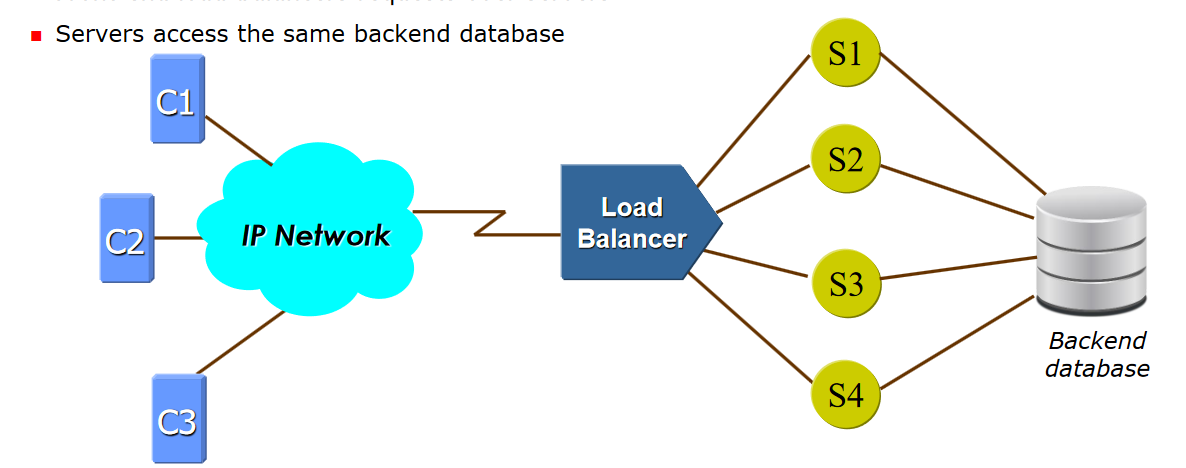 Servers access the same backend database
C1
S1
S2
Load
Balancer
IP Network
C2
S3
Backend
database
S4
C3